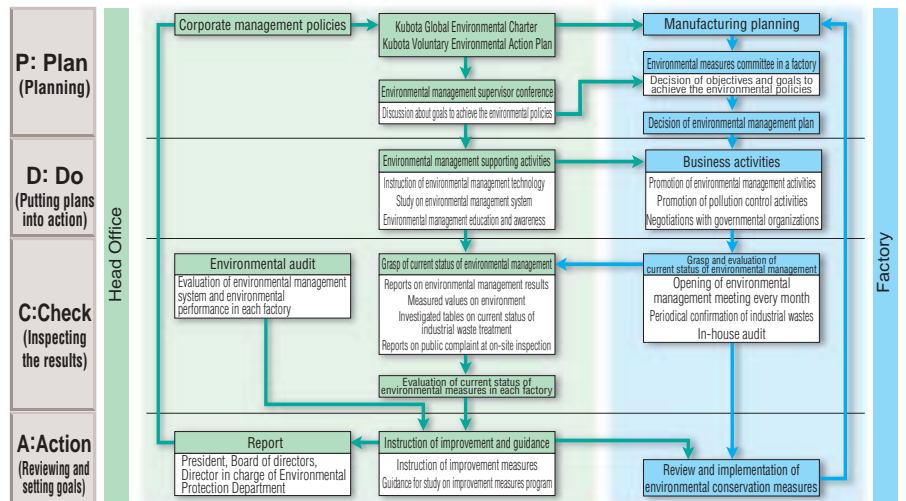 P: Plan
(Planning)
D: Do
(Putting plans
into action)
C:Check
(Inspecting
the results)
A:Action
(Reviewing and
setting goals)
Head Office
Corporate management policies
Kubota Global Environmental Charter
Kubota Voluntary Environmental Action Plan
Environmental management supervisor conference
Discussion about goals to achieve the environmental policies
Environmental management supporting activities
Instruction of environmental management technology
Study on environmental management system
Environmental management education and awareness
Environmental audit
Evaluation of environmental management
system and environmental
performance in each factory
Grasp of current status of environmental management
Reports on environmental management results
Measured values on environment
Investigated tables on current status of
industrial waste treatment
Reports on public complaint at on-site inspection
Evaluation of current status of
environmental measures in each factory
Report
President, Board of directors,
Director in charge of Environmental
Protection Department
Instruction of improvement and guidance
Instruction of improvement measures
Guidance for study on improvement measures program
Manufacturing planning
Environmental measures committee in a factory
Decision of objectives and goals to
achieve the environmental policies
Decision of environmental management plan
Business activities
Promotion of environmental management activities
Promotion of pollution control activities
Negotiations with governmental organizations
Grasp and evaluation of
current status of environmental management
Opening of environmental
management meeting every month
Periodical confirmation of industrial wastes
In-house audit
Review and implementation of
environmental conservation measures
Factory